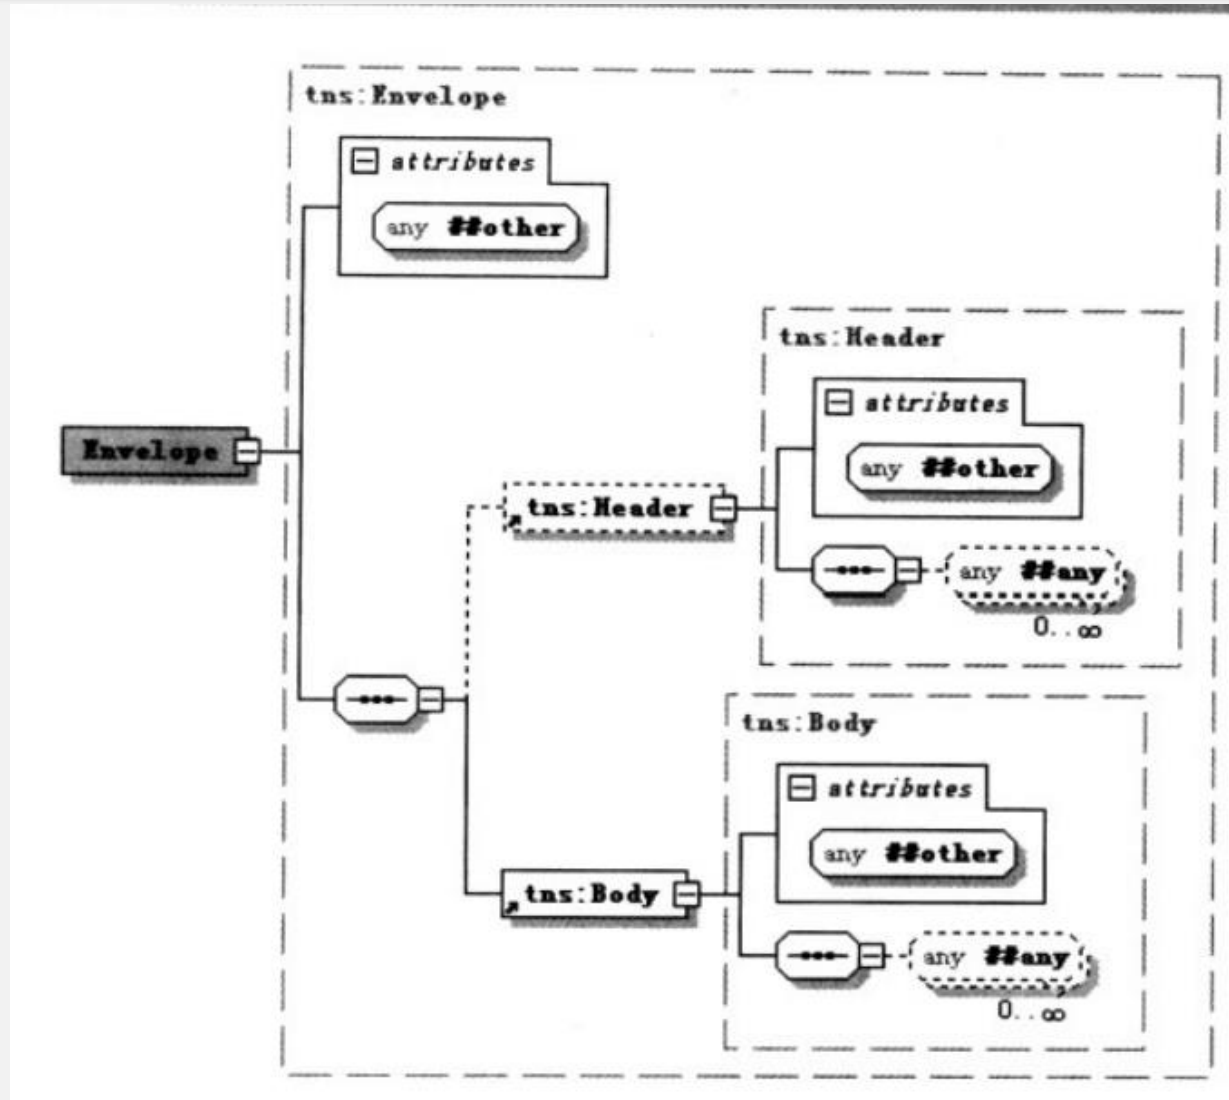 tns:Envelope
attributes
any ##other
tns:Header
attributes
any ##other
Envelope
tns:Header
any ##any
0..∞
tns:Body
attributes
any ##other
tns:Body
any ##any
0..∞